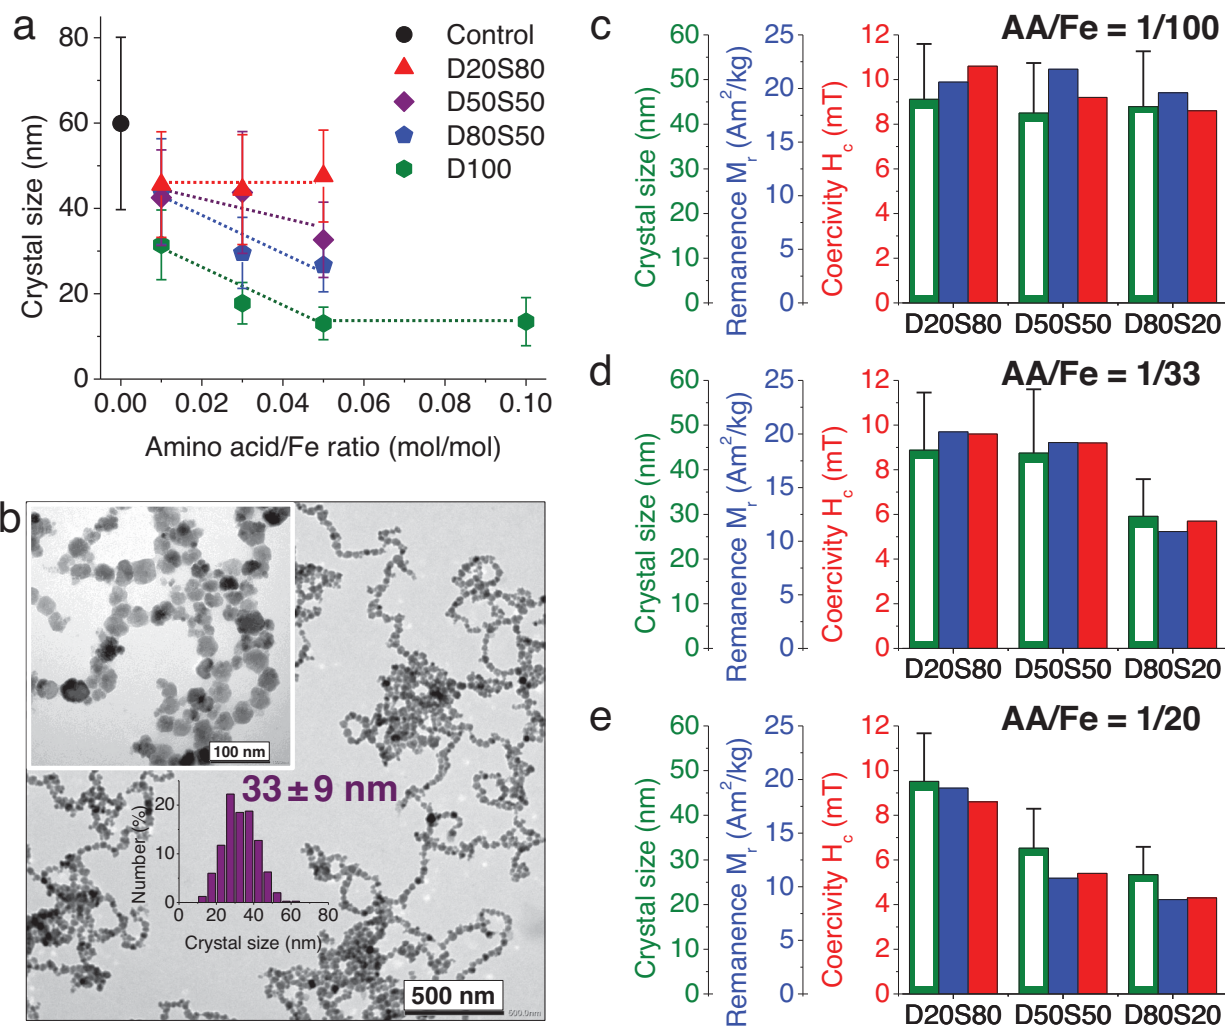 a
80
60
40
20
0
Crystal size (nm)
0.00 0.02 0.04 0.06 0.08 0.10
Amino acid/Fe ratio (mol/mol)
Control
D20S80
D50S50
D80S50
D100
b
100 nm
33±9 nm
Number (%)
20
10
0
0 20 40 60 80
Crystal size (nm)
500 nm
500.0nm
c
AA/Fe = 1/100
Crystal size (nm)
60
50
40
30
20
10
0
Remanence Mr (Am²/kg)
25
20
15
10
5
0
Coercivity Hc (mT)
12
10
8
6
4
2
0
D20S80 D50S50 D80S20
d
AA/Fe = 1/33
Crystal size (nm)
60
50
40
30
20
10
0
Remanence Mr (Am²/kg)
25
20
15
10
5
0
Coercivity Hc (mT)
12
10
8
6
4
2
0
D20S80 D50S50 D80S20
e
AA/Fe = 1/20
Crystal size (nm)
60
50
40
30
20
10
0
Remanence Mr (Am²/kg)
25
20
15
10
5
0
Coercivity Hc (mT)
12
10
8
6
4
2
0
D20S80 D50S50 D80S20